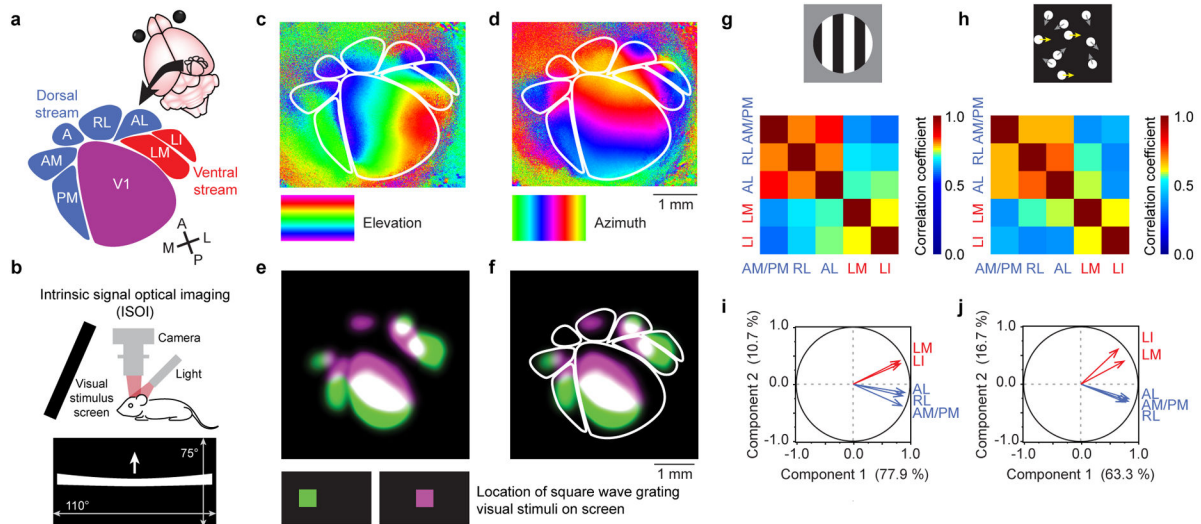 a
Dorsal
stream
A
RL
AL
LI
LM
AM
PM
V1
Ventral
stream
A
M
L
P
b
Intrinsic signal optical imaging
(ISOI)
Camera
Light
Visual
stimulus
screen
75°
110°
c
Elevation
d
1 mm
Azimuth
e
f
1 mm
Location of square wave grating
visual stimuli on screen
g
AM/PM
RL
AL
LM
LI
AM/PM RL AL LM LI
1.0
0.5
0.0
Correlation coefficient
h
AM/PM
RL
AL
LM
LI
AM/PM RL AL LM LI
1.0
0.5
0.0
Correlation coefficient
i
Component 2 (10.7 %)
1.0
0.0
-1.0
LM
LI
AL
RL
AM/PM
-1.0 0.0 1.0
Component 1 (77.9 %)
j
Component 2 (16.7 %)
1.0
0.0
-1.0
LI
LM
AL
AM/PM
RL
-1.0 0.0 1.0
Component 1 (63.3 %)